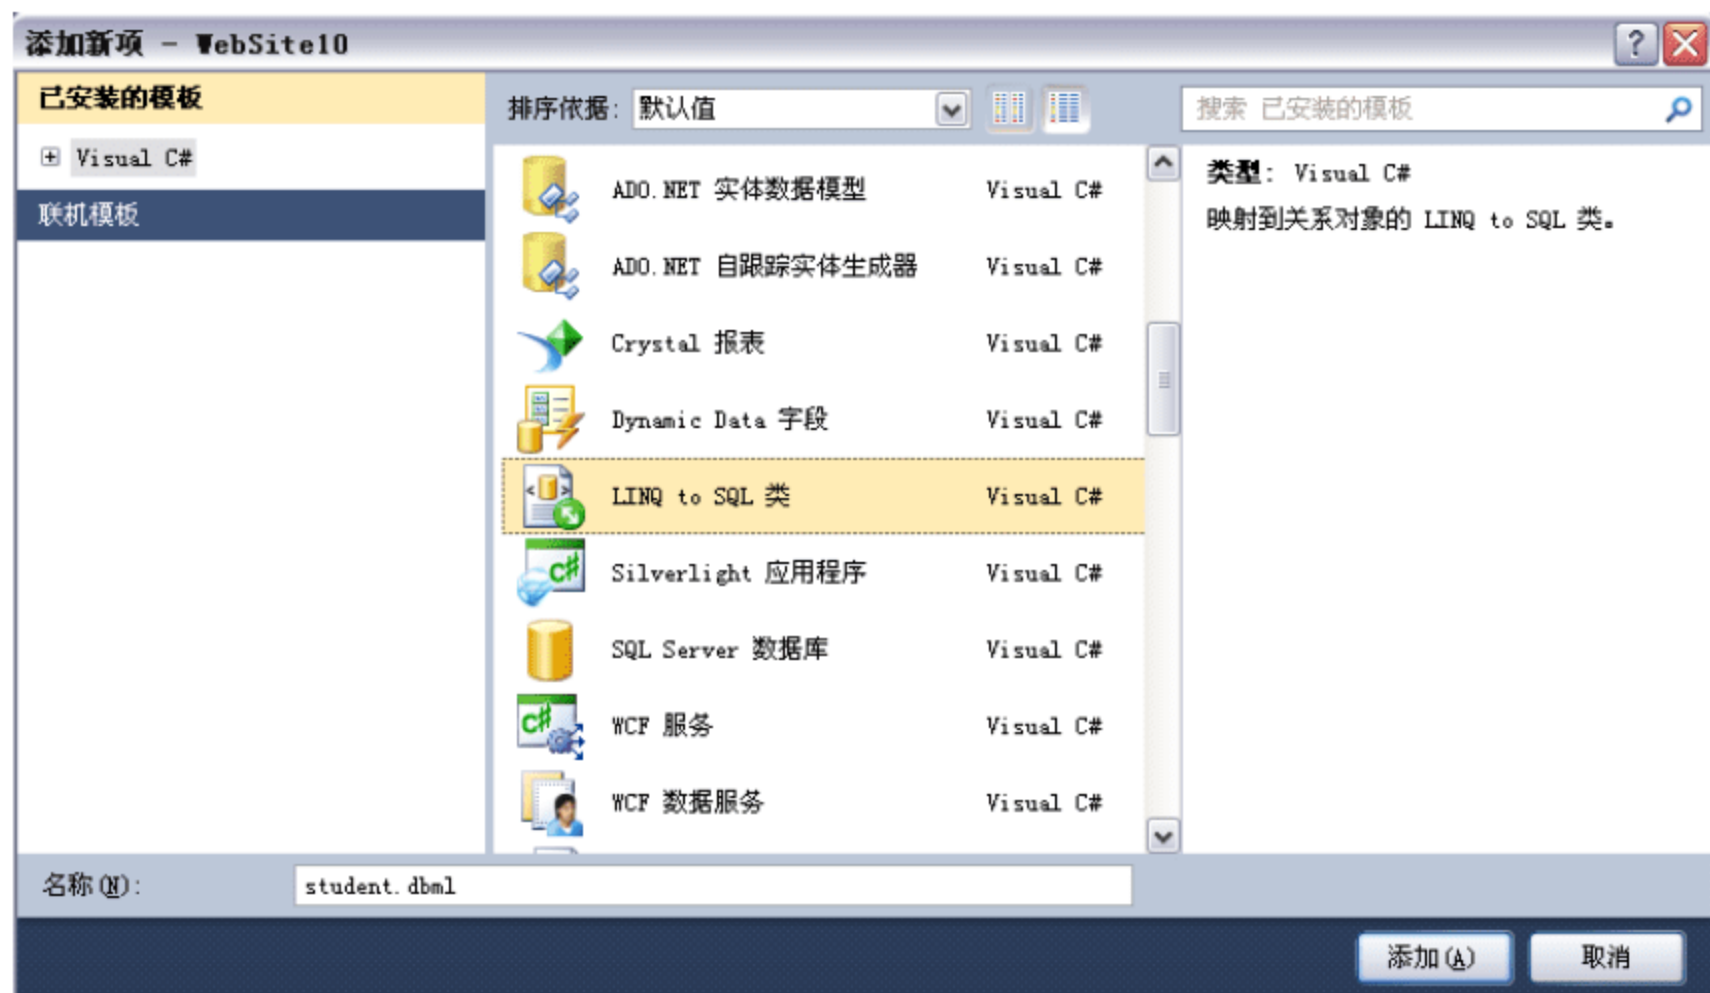 添加新项 - WebSite10
已安装的模板
Visual C#
联机模板
排序依据: 默认值
搜索 已安装的模板
ADO.NET 实体数据模型 Visual C#
ADO.NET 自跟踪实体生成器 Visual C#
Crystal 报表 Visual C#
Dynamic Data 字段 Visual C#
LINQ to SQL 类 Visual C#
Silverlight 应用程序 Visual C#
SQL Server 数据库 Visual C#
WCF 服务 Visual C#
WCF 数据服务 Visual C#
类型: Visual C#
映射到关系对象的 LINQ to SQL 类。
名称(N): student.dbml
添加(A) 取消